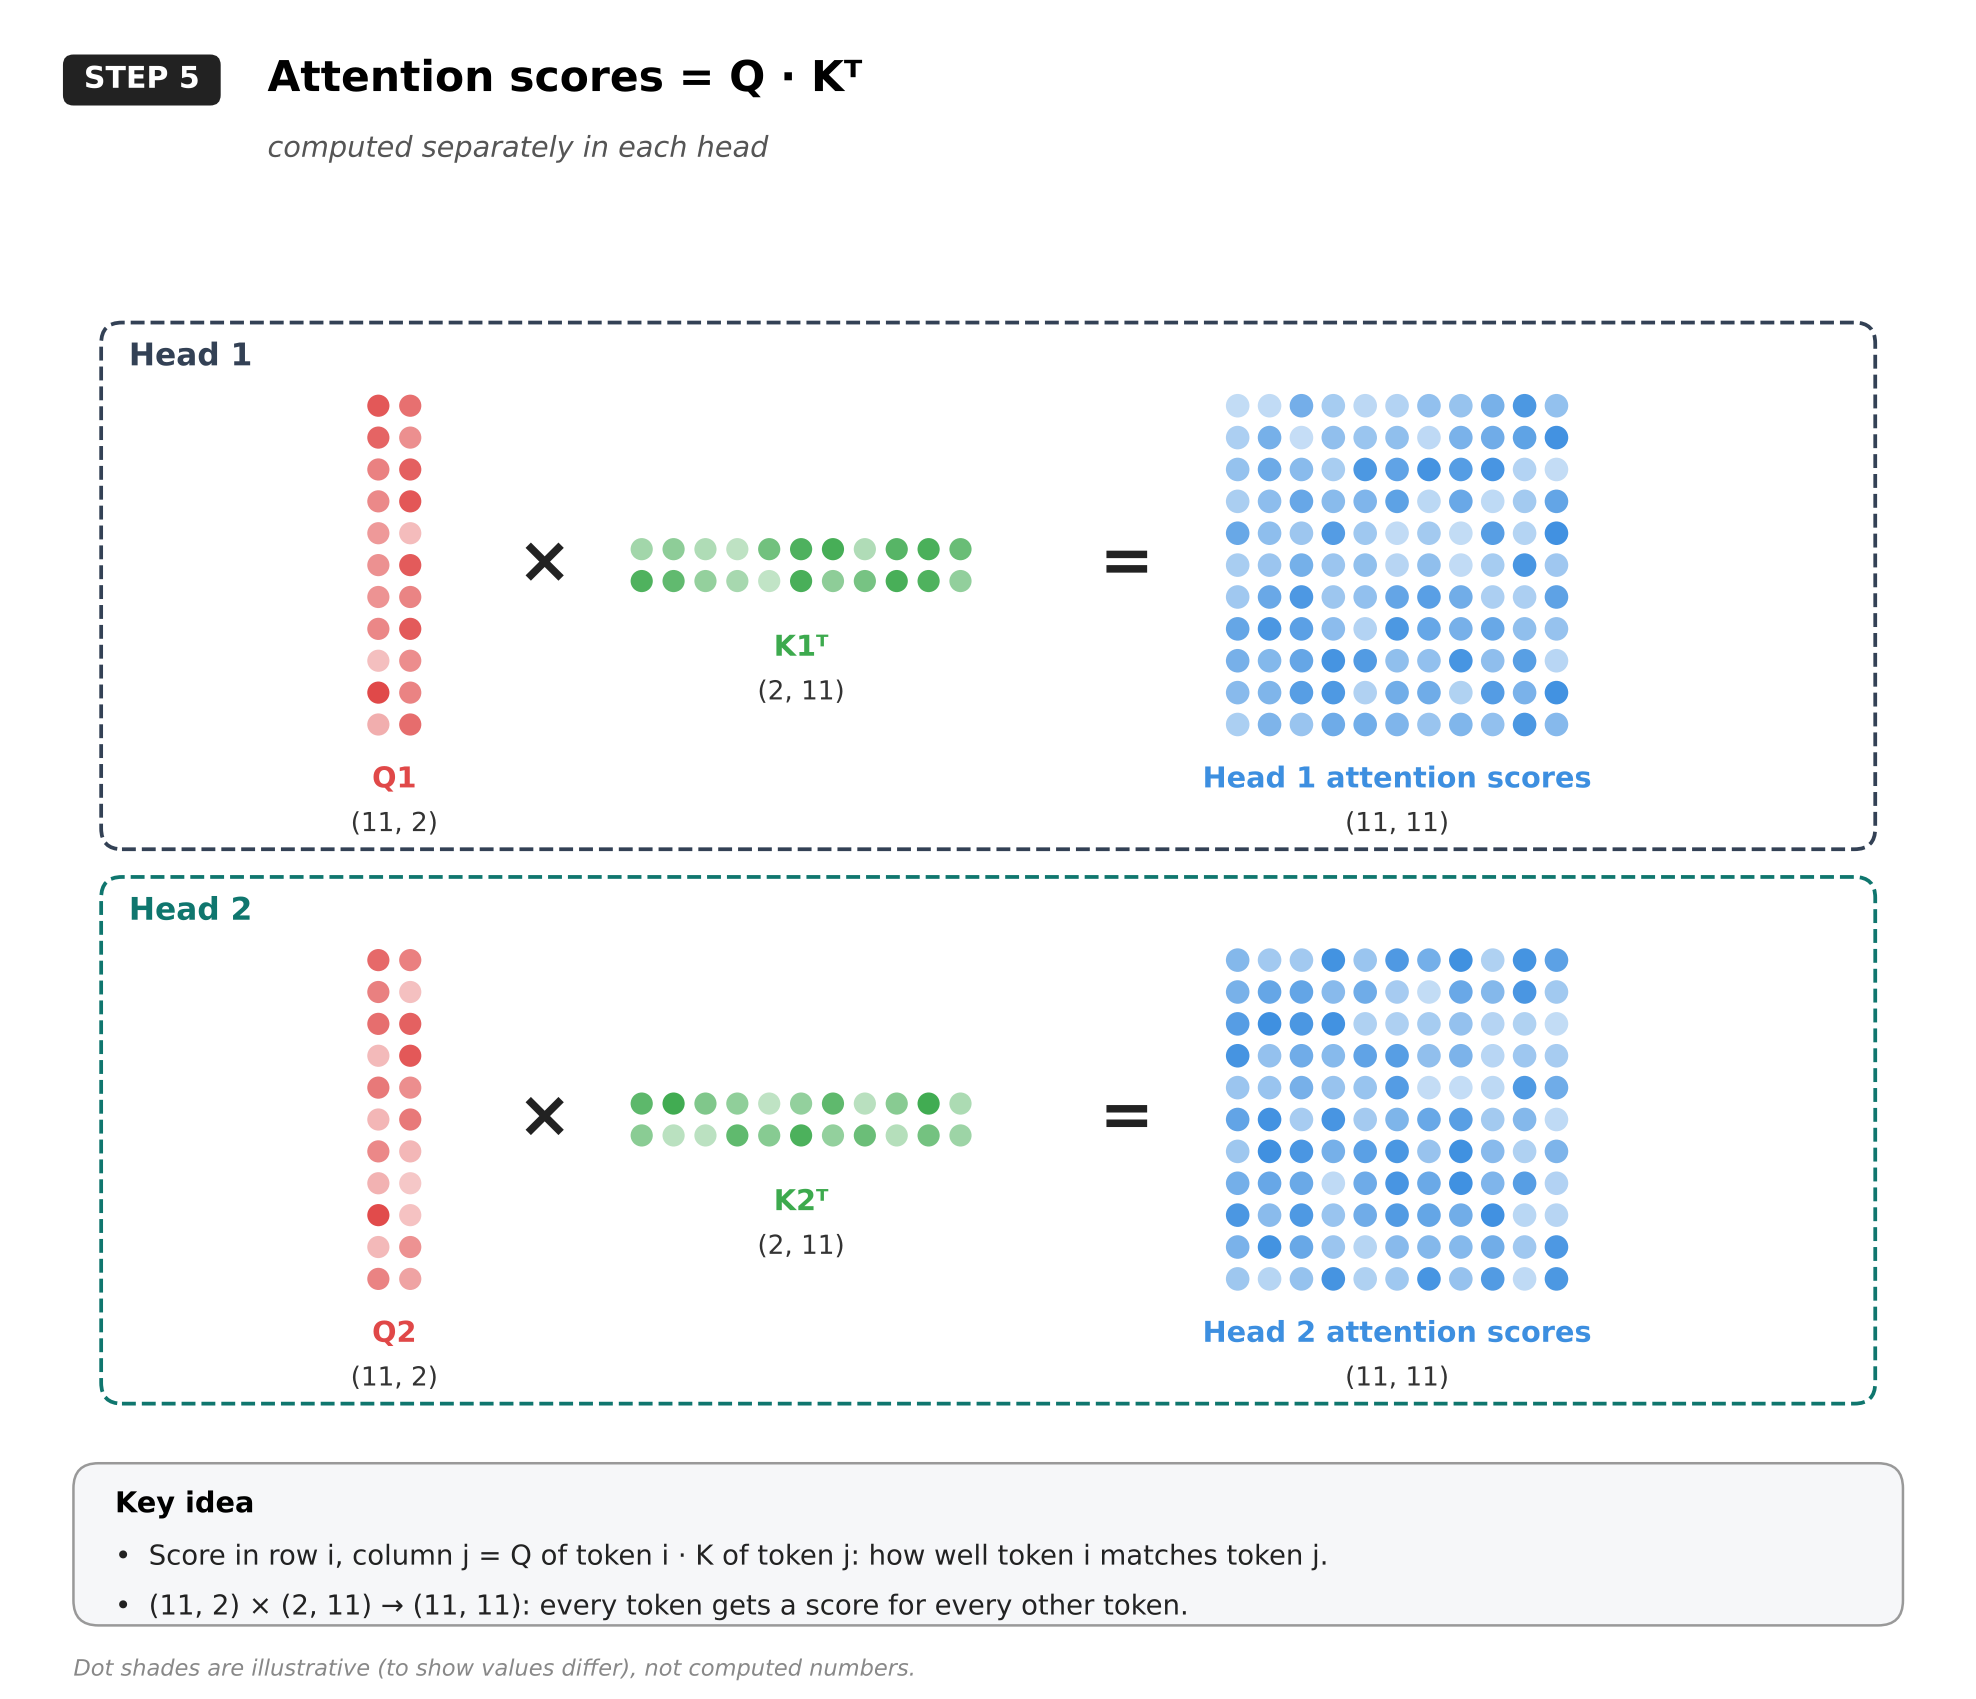 STEP 5
Attention scores = Q · Kᵀ
computed separately in each head
Head 1
K1ᵀ
(2, 11)
Q1
(11, 2)
Head 1 attention scores
(11, 11)
×
=
Head 2
K2ᵀ
(2, 11)
Q2
(11, 2)
Head 2 attention scores
(11, 11)
×
=
Key idea
• Score in row i, column j = Q of token i · K of token j: how well token i matches token j.
• (11, 2) × (2, 11) → (11, 11): every token gets a score for every other token.
Dot shades are illustrative (to show values differ), not computed numbers.